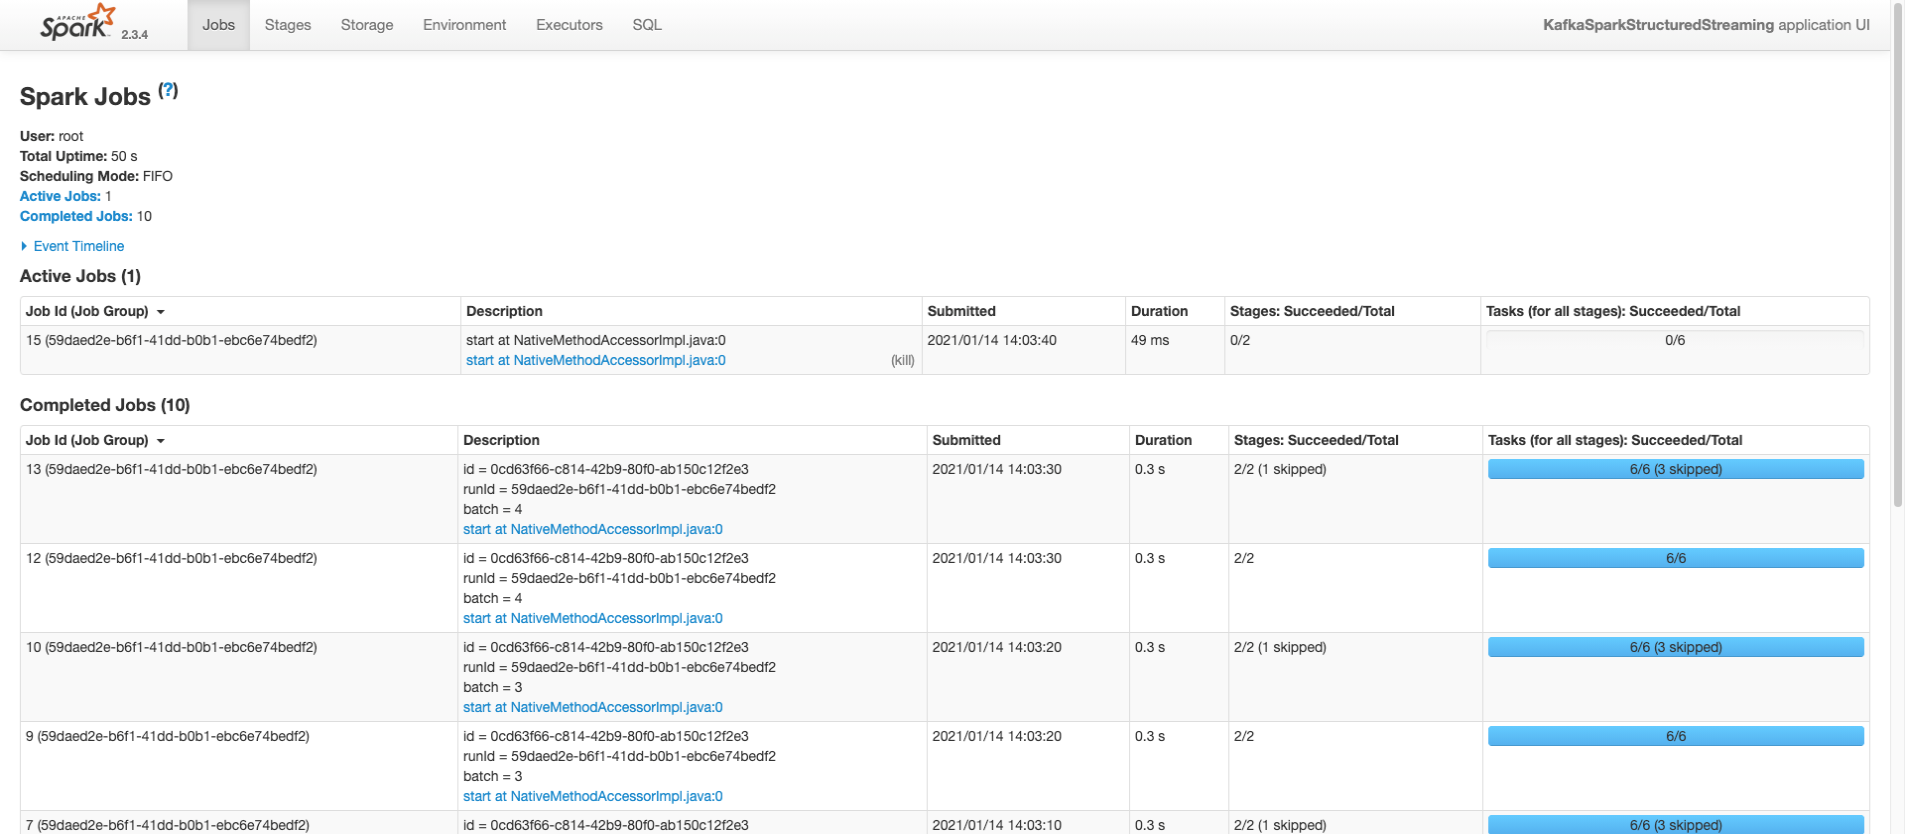 APACHE
Spark 2.3.4 Jobs Stages Storage Environment Executors SQL KafkaSparkStructuredStreaming application UI
Spark Jobs (?)
User: root
Total Uptime: 50 s
Scheduling Mode: FIFO
Active Jobs: 1
Completed Jobs: 10
Event Timeline
Active Jobs (1)
Job Id (Job Group) Description Submitted Duration Stages: Succeeded/Total Tasks (for all stages): Succeeded/Total
15 (59daed2e-b6f1-41dd-b0b1-ebc6e74bedf2) start at NativeMethodAccessorImpl.java:0 2021/01/14 14:03:40 49 ms 0/2 0/6
start at NativeMethodAccessorImpl.java:0 (kill)
Completed Jobs (10)
Job Id (Job Group) Description Submitted Duration Stages: Succeeded/Total Tasks (for all stages): Succeeded/Total
13 (59daed2e-b6f1-41dd-b0b1-ebc6e74bedf2) id = 0cd63f66-c814-42b9-80f0-ab150c12f2e3 2021/01/14 14:03:30 0.3 s 2/2 (1 skipped) 6/6 (3 skipped)
runId = 59daed2e-b6f1-41dd-b0b1-ebc6e74bedf2
batch = 4
start at NativeMethodAccessorImpl.java:0
12 (59daed2e-b6f1-41dd-b0b1-ebc6e74bedf2) id = 0cd63f66-c814-42b9-80f0-ab150c12f2e3 2021/01/14 14:03:30 0.3 s 2/2 6/6
runId = 59daed2e-b6f1-41dd-b0b1-ebc6e74bedf2
batch = 4
start at NativeMethodAccessorImpl.java:0
10 (59daed2e-b6f1-41dd-b0b1-ebc6e74bedf2) id = 0cd63f66-c814-42b9-80f0-ab150c12f2e3 2021/01/14 14:03:20 0.3 s 2/2 (1 skipped) 6/6 (3 skipped)
runId = 59daed2e-b6f1-41dd-b0b1-ebc6e74bedf2
batch = 3
start at NativeMethodAccessorImpl.java:0
9 (59daed2e-b6f1-41dd-b0b1-ebc6e74bedf2) id = 0cd63f66-c814-42b9-80f0-ab150c12f2e3 2021/01/14 14:03:20 0.3 s 2/2 6/6
runId = 59daed2e-b6f1-41dd-b0b1-ebc6e74bedf2
batch = 3
start at NativeMethodAccessorImpl.java:0
7 (59daed2e-b6f1-41dd-b0b1-ebc6e74bedf2) id = 0cd63f66-c814-42b9-80f0-ab150c12f2e3 2021/01/14 14:03:10 0.3 s 2/2 (1 skipped) 6/6 (3 skipped)